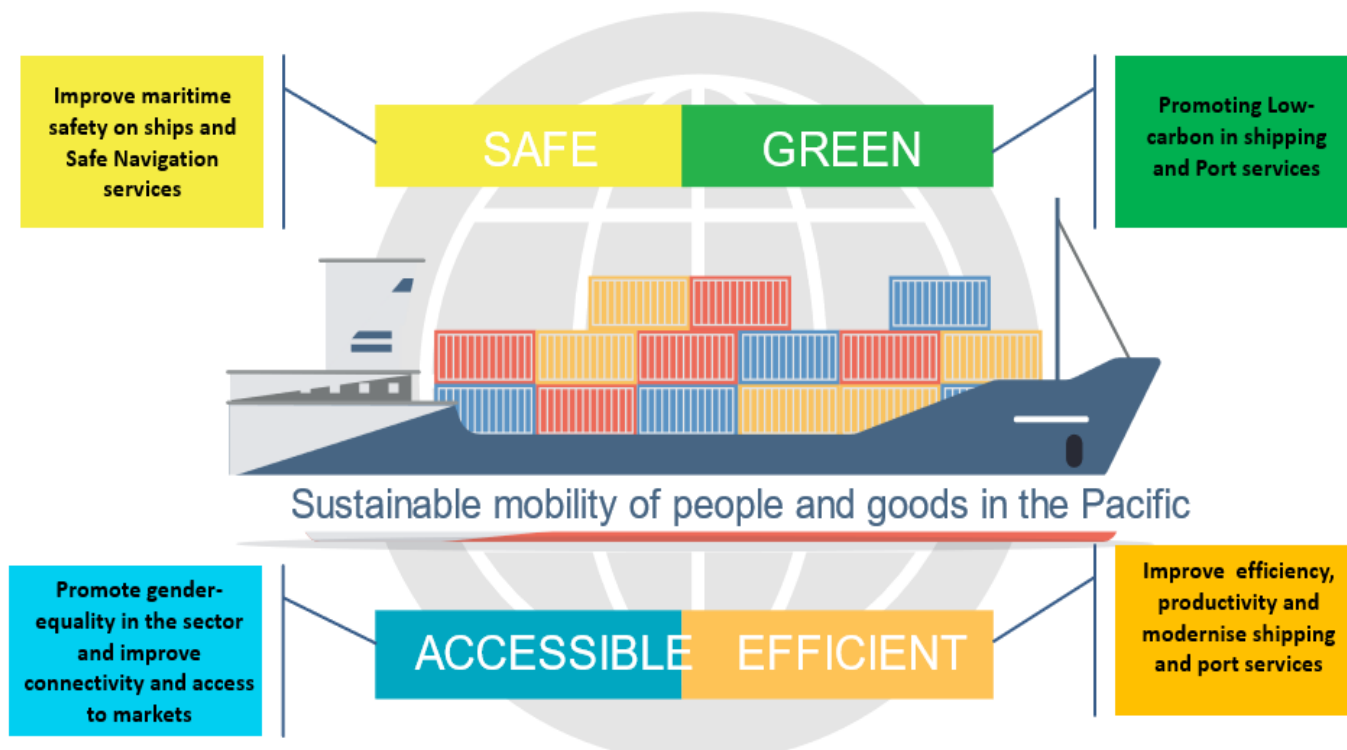 Improve maritime
safety on ships and
Safe Navigation
services
SAFE
GREEN
Promoting Low-
carbon in shipping
and Port services
Sustainable mobility of people and goods in the Pacific
Promote gender-
equality in the sector
and improve
connectivity and access
to markets
ACCESSIBLE
EFFICIENT
Improve efficiency,
productivity and
modernise shipping
and port services